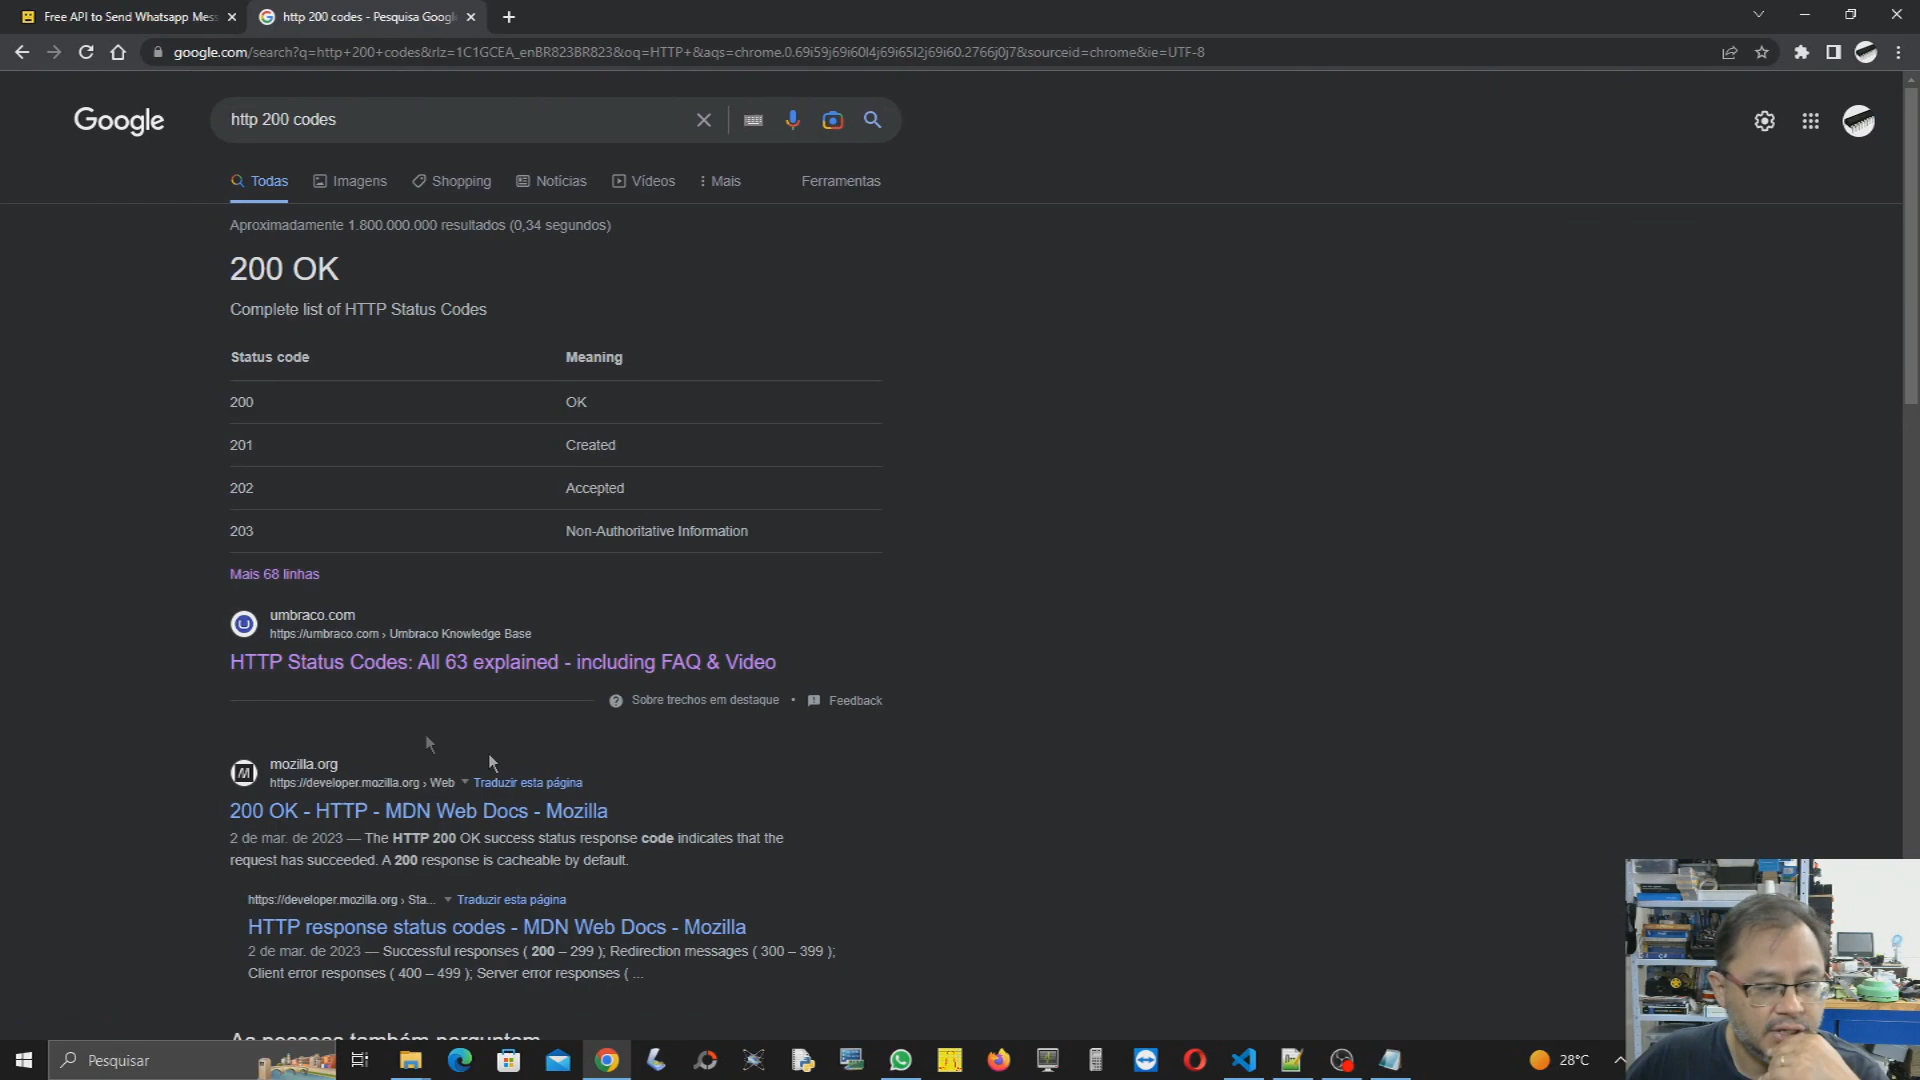 Free API to Send Whatsapp Mess
http 200 codes - Pesquisa Google
google.com/search?q=http+200+codes&rlz=1C1GCEA_enBR823BR823&oq=HTTP+&aqs=chrome.0.69i59j69i60l4j69i65l2j69i60.2766j0j7&sourceid=chrome&ie=UTF-8
Google
http 200 codes
Todas Imagens Shopping Notícias Vídeos Mais Ferramentas
Aproximadamente 1.800.000.000 resultados (0,34 segundos)
200 OK
Complete list of HTTP Status Codes
Status code Meaning
200 OK
201 Created
202 Accepted
203 Non-Authoritative Information
Mais 68 linhas
umbraco.com
https://umbraco.com › Umbraco Knowledge Base
HTTP Status Codes: All 63 explained - including FAQ & Video
Sobre trechos em destaque • Feedback
mozilla.org
https://developer.mozilla.org › Web Traduzir esta página
200 OK - HTTP - MDN Web Docs - Mozilla
2 de mar. de 2023 — The HTTP 200 OK success status response code indicates that the
request has succeeded. A 200 response is cacheable by default.
https://developer.mozilla.org › Sta... Traduzir esta página
HTTP response status codes - MDN Web Docs - Mozilla
2 de mar. de 2023 — Successful responses ( 200 – 299 ); Redirection messages ( 300 – 399 );
Client error responses ( 400 – 499 ); Server error responses ( ...
As pessoas também perguntam
Pesquisar
28°C